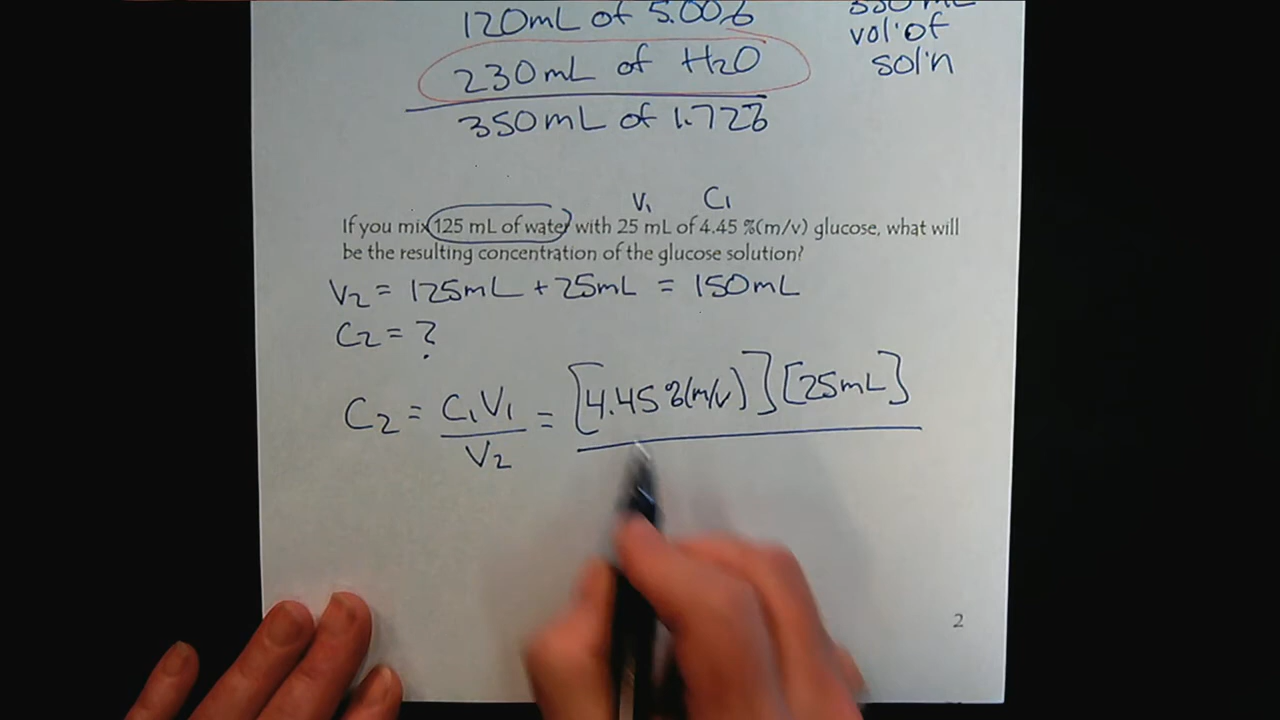 120mL of 5.00%
230mL of H2O
350mL of 1.72%
vol. of
sol'n
V1 C1
If you mix 125 mL of water with 25 mL of 4.45 %(m/v) glucose, what will
be the resulting concentration of the glucose solution?
V2 = 125mL + 25mL = 150mL
C2 = ?
C2 = C1V1 = [4.45%(m/v)][25mL]
V2
2